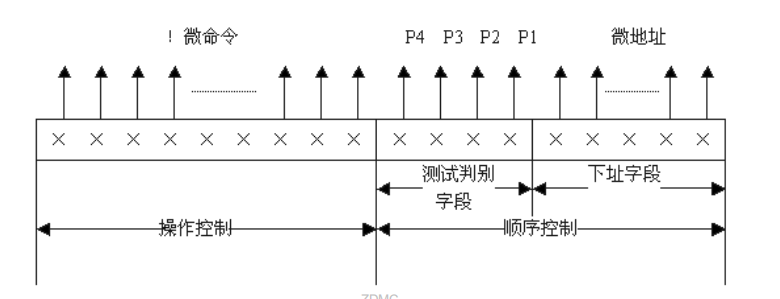 ! 微命令 P4 P3 P2 P1 微地址
× × × × × × × × × × × × × × × × × ×
测试判别 下址字段
字段
操作控制 顺序控制
ZDMC